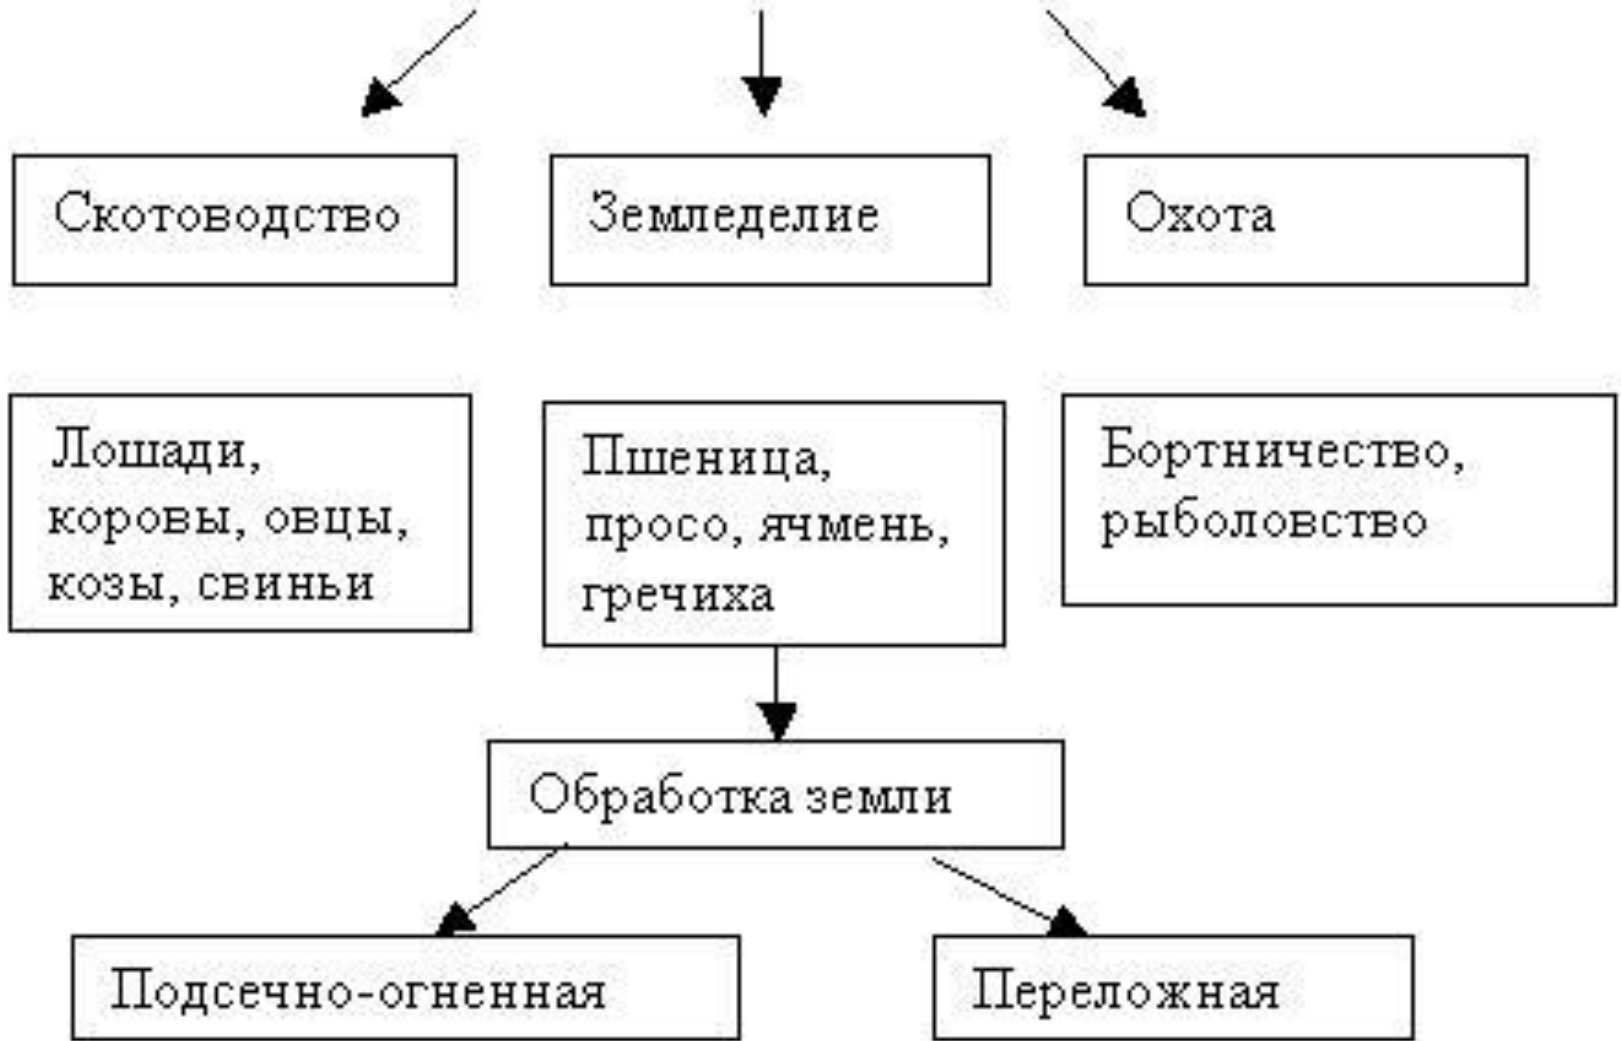 Скотоводство
Земледелие
Охота
Лошади,
коровы, овцы,
козы, свиньи
Пшеница,
просо, ячмень,
гречиха
Бортничество,
рыболовство
Обработка земли
Подсечно-огненная
Переложная